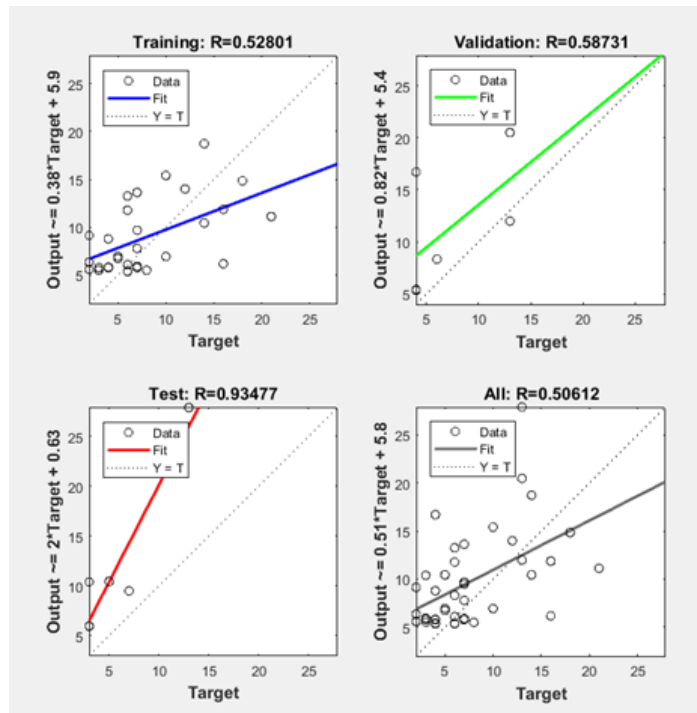 Training: R=0.52801
Output ~= 0.38*Target + 5.9
Data
Fit
Y = T
25
20
15
10
5
5 10 15 20 25
Target
Validation: R=0.58731
Output ~= 0.82*Target + 5.4
Data
Fit
Y = T
25
20
15
10
5
5 10 15 20 25
Target
Test: R=0.93477
Output ~= 2*Target + 0.63
Data
Fit
Y = T
25
20
15
10
5
5 10 15 20 25
Target
All: R=0.50612
Output ~= 0.51*Target + 5.8
Data
Fit
Y = T
25
20
15
10
5
5 10 15 20 25
Target